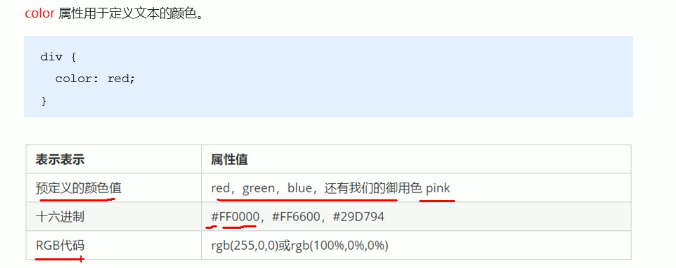 color 属性用于定义文本的颜色。
div {
color: red;
}
表示表示 属性值
预定义的颜色值 red，green，blue，还有我们的御用色 pink
十六进制 #FF0000，#FF6600，#29D794
RGB代码 rgb(255,0,0)或rgb(100%,0%,0%)